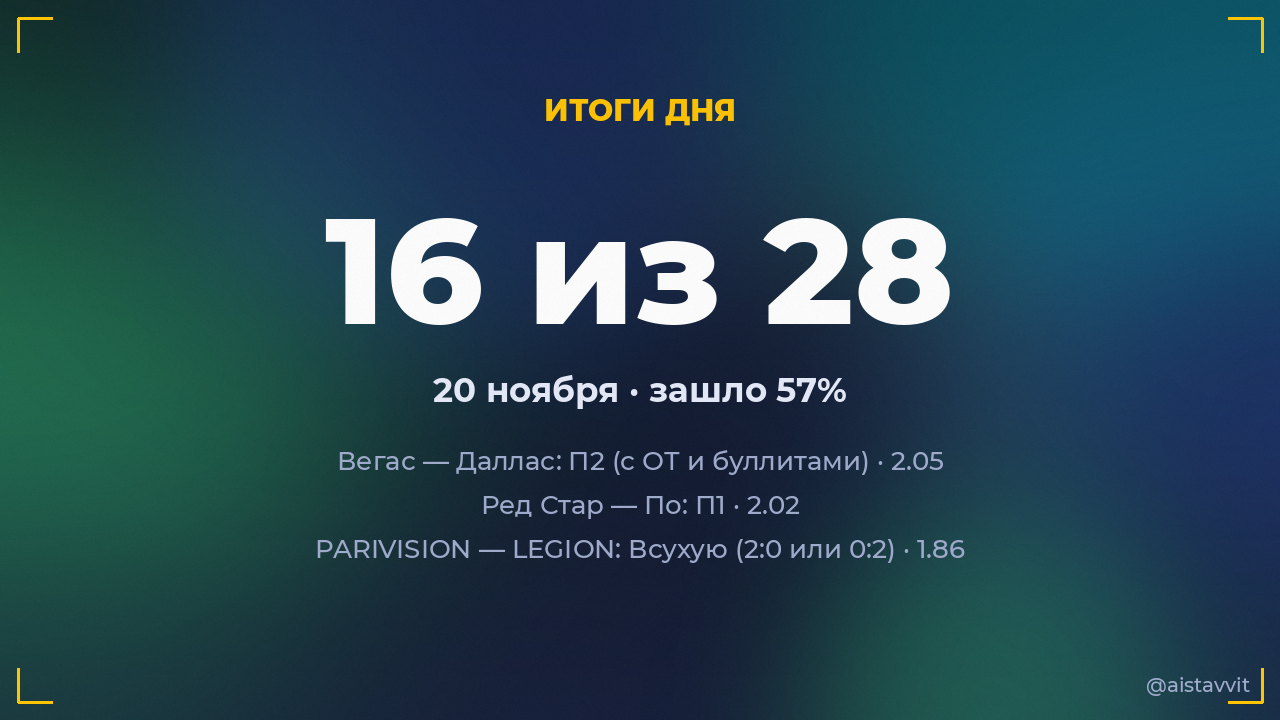 ИТОГИ ДНЯ
16 из 28
20 ноября · зашло 57%
Вегас — Даллас: П2 (с ОТ и буллитами) · 2.05
Ред Стар — По: П1 · 2.02
PARIVISION — LEGION: Всухую (2:0 или 0:2) · 1.86
@aistavvit